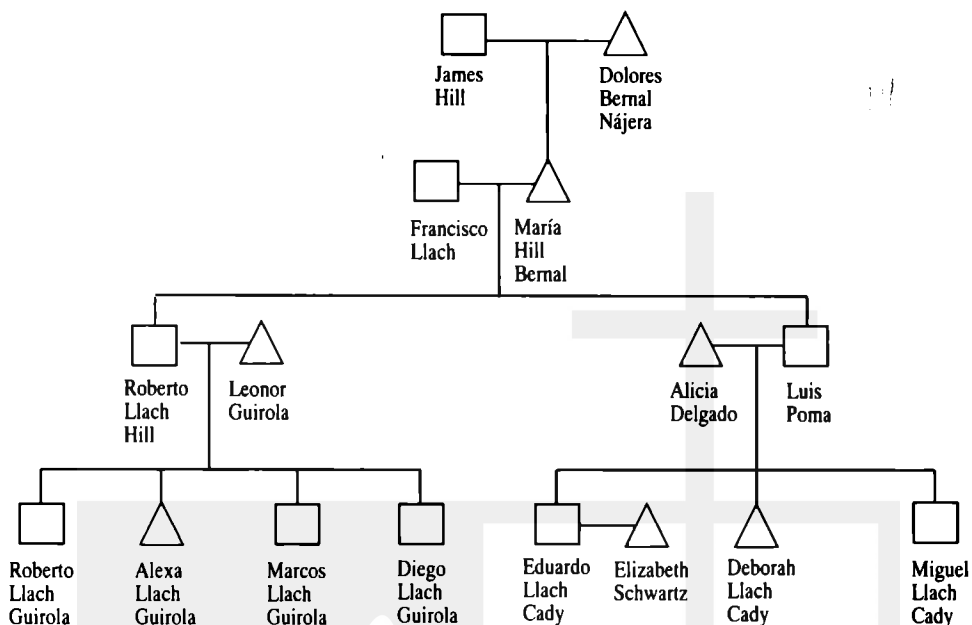 James
Hill
Dolores
Bernal
Nájera
Francisco
Llach
María
Hill
Bernal
Roberto
Llach
Hill
Leonor
Guirola
Alicia
Delgado
Luis
Poma
Roberto
Llach
Guirola
Alexa
Llach
Guirola
Marcos
Llach
Guirola
Diego
Llach
Guirola
Eduardo
Llach
Cady
Elizabeth
Schwartz
Deborah
Llach
Cady
Miguel
Llach
Cady